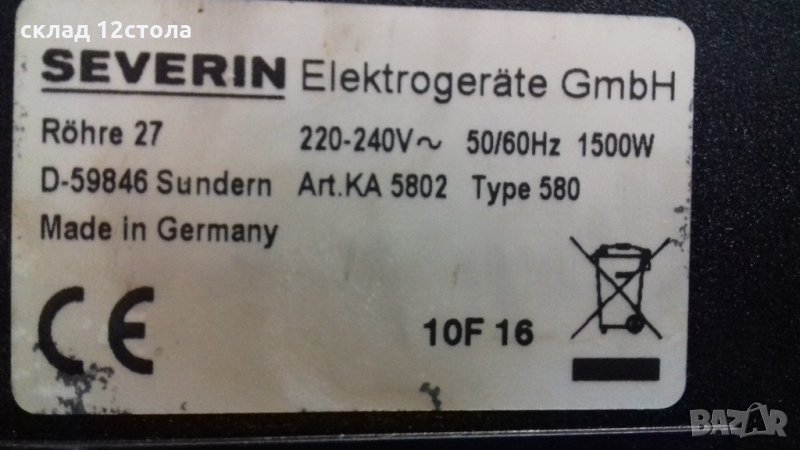 склад 12стола
SEVERIN Elektrogeräte GmbH
Röhre 27 220-240V~ 50/60Hz 1500W
D-59846 Sundern Art.KA 5802 Type 580
Made in Germany
CE
10F 16
BAZAR